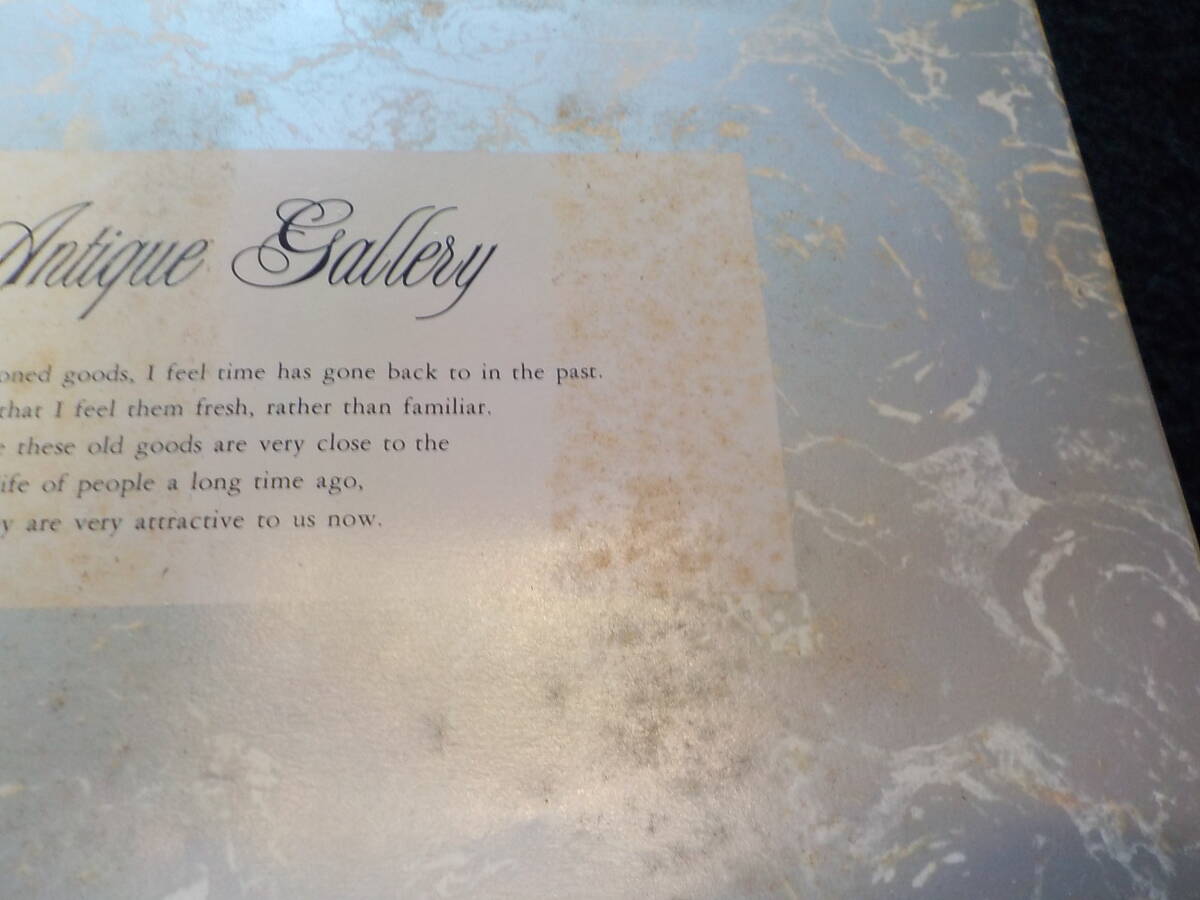 Antique Gallery
oned goods, I feel time has gone back to in the past.
that I feel them fresh, rather than familiar.
e these old goods are very close to the
ife of people a long time ago,
y are very attractive to us now.